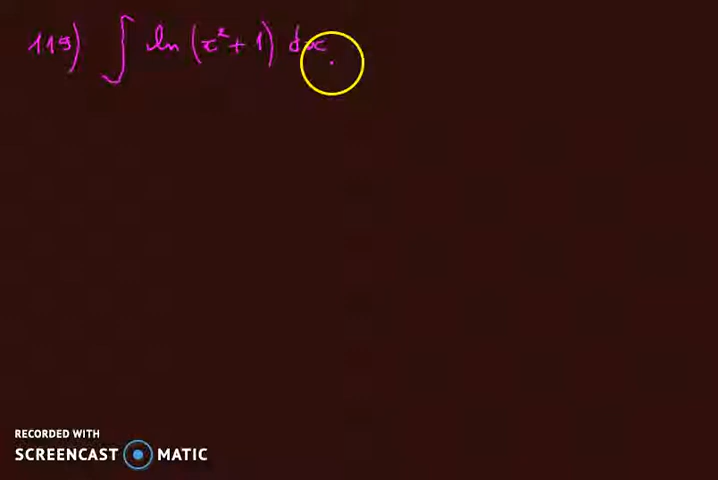 119) ∫ ln (x² + 1) dx
RECORDED WITH
SCREENCAST MATIC